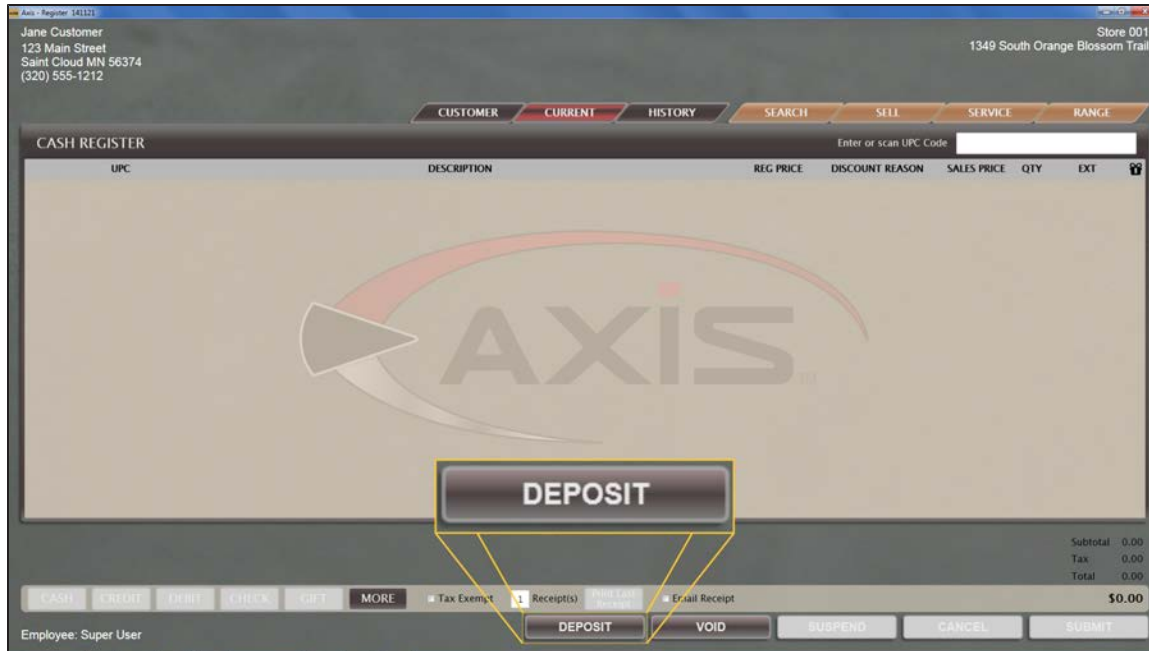 Axis - Register 141121
Jane Customer
123 Main Street
Saint Cloud MN 56374
(320) 555-1212
Store 001
1349 South Orange Blossom Trail
CUSTOMER CURRENT HISTORY SEARCH SELL SERVICE RANGE
CASH REGISTER Enter or scan UPC Code
UPC DESCRIPTION REG PRICE DISCOUNT REASON SALES PRICE QTY EXT
AXIS
DEPOSIT
Subtotal 0.00
Tax 0.00
Total 0.00
CASH CREDIT DEBIT CHECK GIFT MORE Tax Exempt 1 Receipt(s) Print Last Receipt Email Receipt $0.00
Employee: Super User DEPOSIT VOID SUSPEND CANCEL SUBMIT